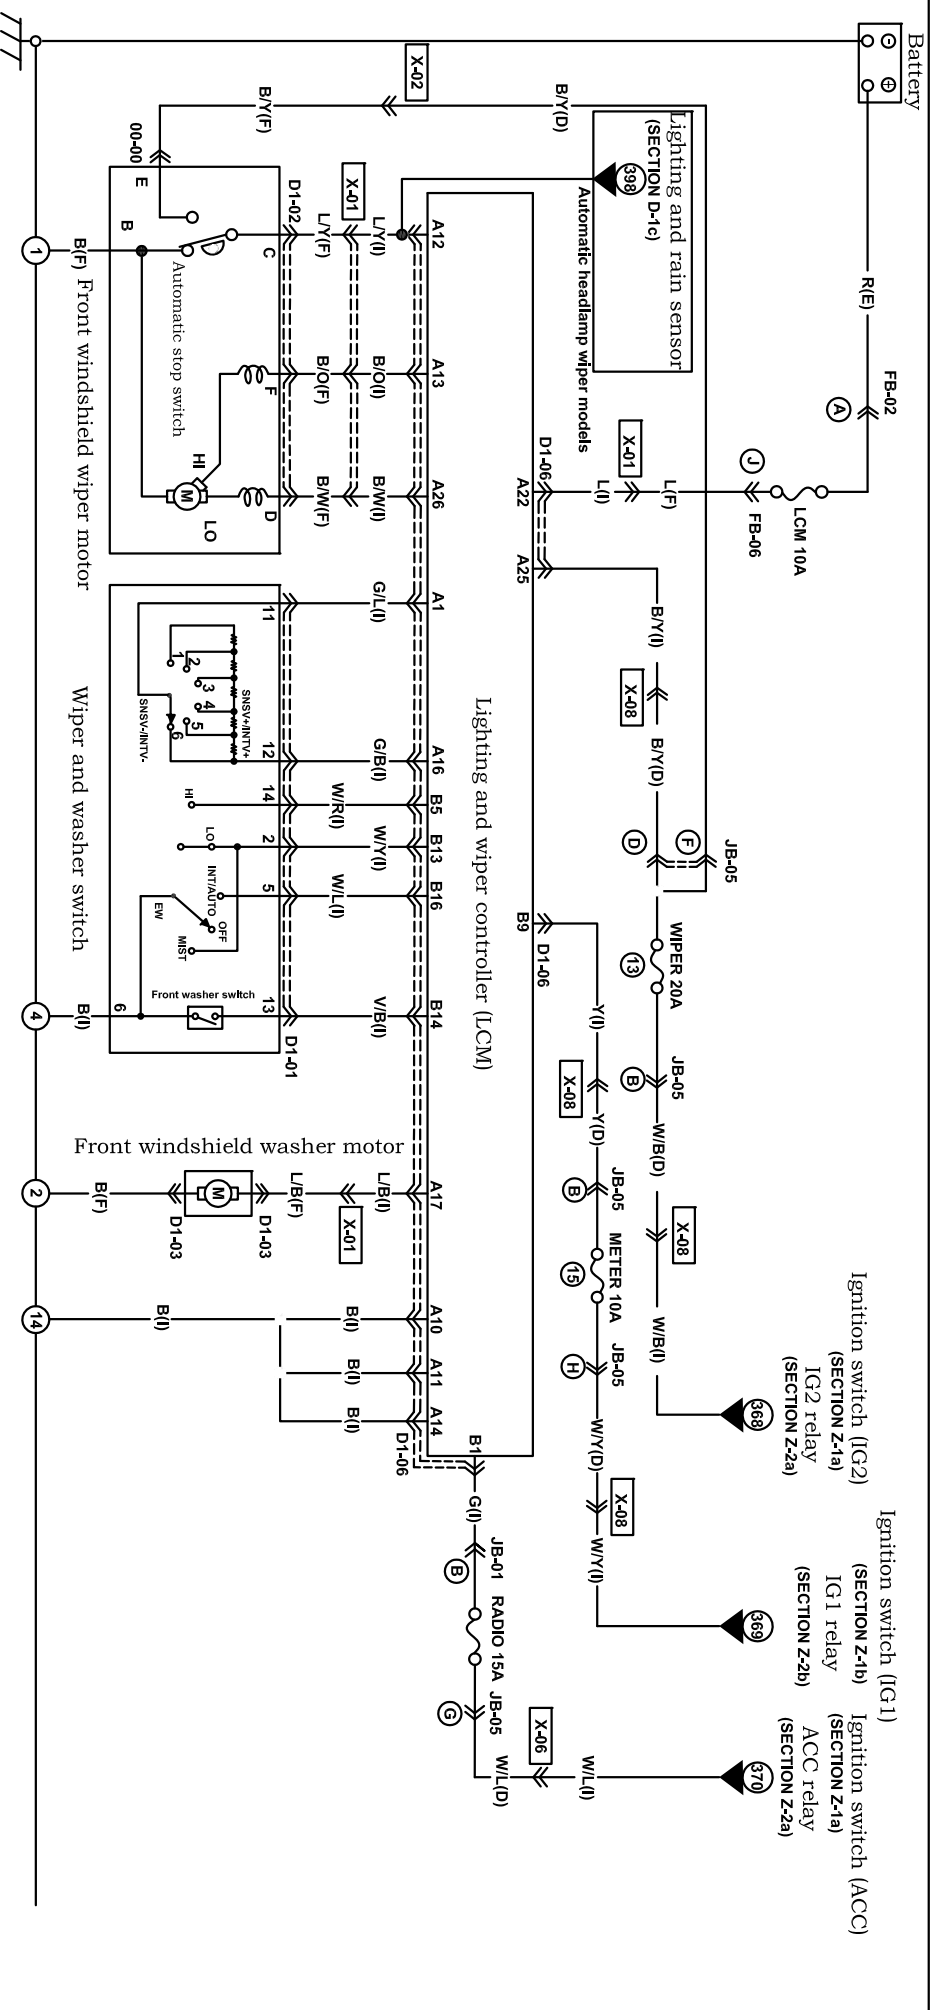 Battery
-
+
R(E)
FB-02
A
LCM 10A
J
FB-06
L(F)
X-01
L(I)
D1-06
A22
A25
B/Y(I)
X-08
B/Y(D)
JB-05
F
D
WIPER 20A
13
JB-05
B
W/B(D)
X-08
W/B(I)
368
Ignition switch (IG2)
(SECTION Z-1a)
IG2 relay
(SECTION Z-2a)
Ignition switch (IG1)
(SECTION Z-1b)
IG1 relay
(SECTION Z-2b)
369
Ignition switch (ACC)
(SECTION Z-1a)
ACC relay
(SECTION Z-2a)
370
X-02
B/Y(F)
B/Y(D)
Lighting and rain sensor
(SECTION D-1c)
398
Automatic headlamp wiper models
B9
D1-06
Y(I)
X-08
Y(D)
JB-05
B
METER 10A
15
JB-05
H
W/Y(D)
X-08
W/Y(I)
Lighting and wiper controller (LCM)
A12
A13
A26
A1
A16
B5
B13
B16
B14
A17
A10
A11
A14
D1-06
B1
G(I)
JB-01
B
RADIO 15A
JB-05
G
W/L(D)
X-06
W/L(I)
X-01
L/Y(I)
B/O(I)
B/W(I)
G/L(I)
G/B(I)
W/R(I)
W/Y(I)
W/L(I)
V/B(I)
L/B(I)
X-01
L/B(F)
B(I)
B(I)
B(I)
D1-02
L/Y(F)
B/O(F)
B/W(F)
00-00
E
B
C
F
D
Automatic stop switch
HI
M
LO
B(F)
Front windshield wiper motor
11
12
14
2
5
13
D1-01
1
2
3
4
5
6
SNSV+/INTV+
SNSV-/INTV-
HI
LO
INT/AUTO
OFF
MIST
EW
Front washer switch
6
Wiper and washer switch
B(I)
Front windshield washer motor
D1-03
M
D1-03
B(F)
B(I)
1
4
2
14